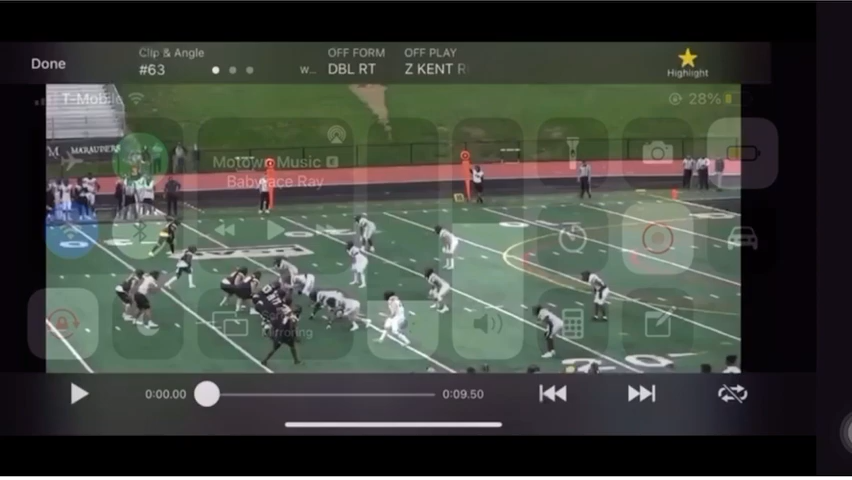 Done
Clip & Angle
#63
W...
OFF FORM
DBL RT
OFF PLAY
Z KENT R
Highlight
T-Mobile
28%
M MARAUDERS
Motown Music E
Babyface Ray
0:00.00
0:09.50